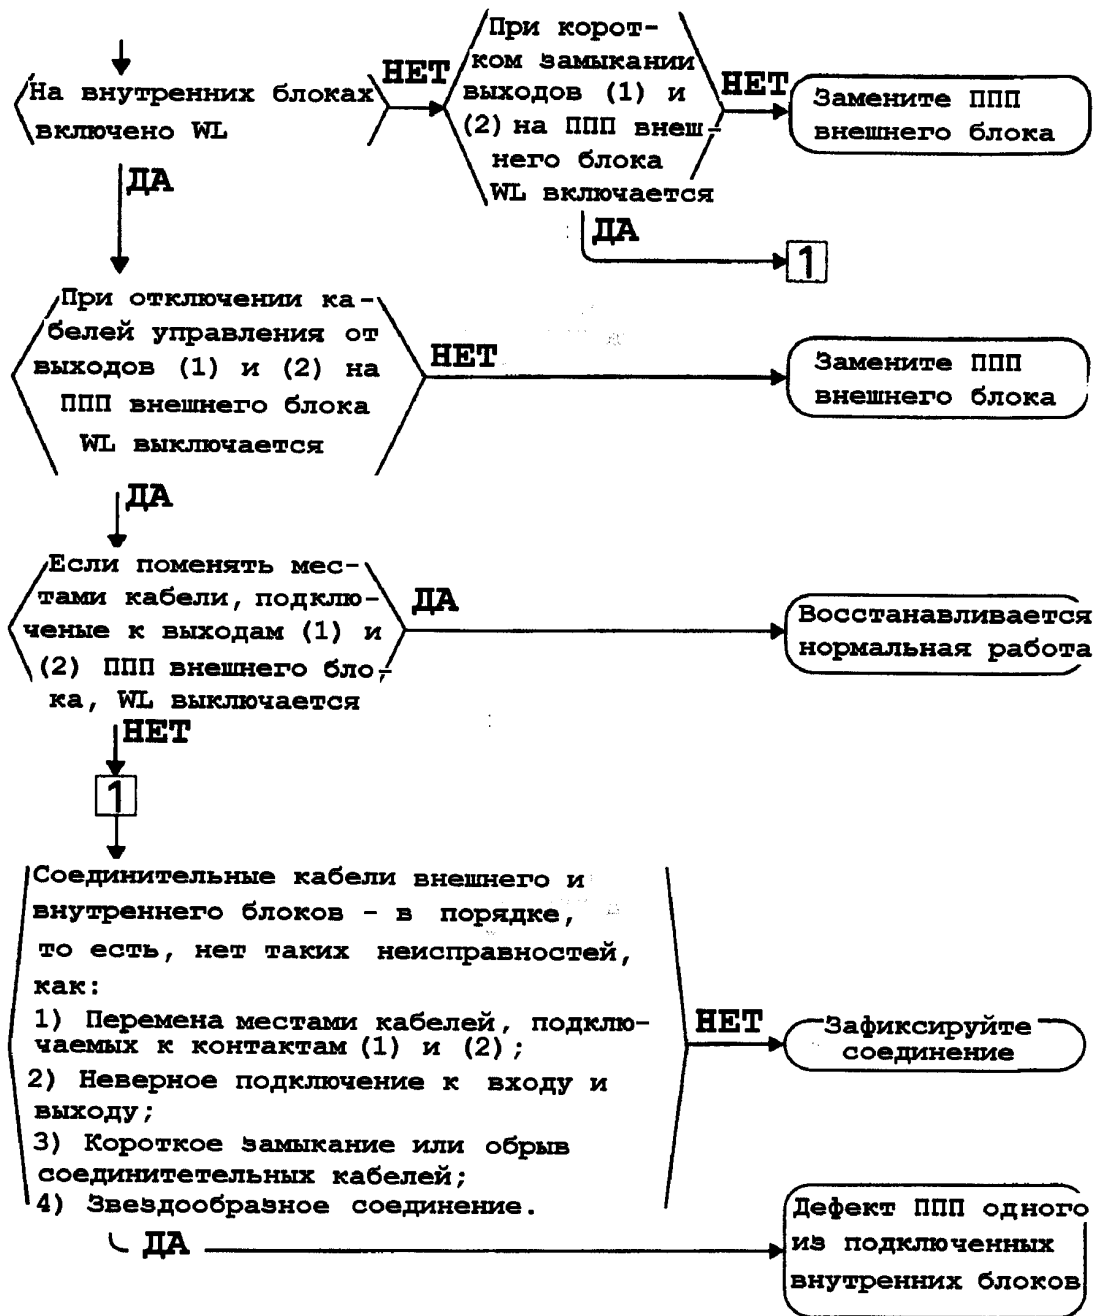 На внутренних блоках
включено WL
НЕТ
При корот-
ком замыкании
выходов (1) и
(2) на ППП внеш-
него блока
WL включается
НЕТ
Замените ППП
внешнего блока
ДА
ДА
1
При отключении ка-
белей управления от
выходов (1) и (2) на
ППП внешнего блока
WL выключается
НЕТ
Замените ППП
внешнего блока
ДА
Если поменять мес-
тами кабели, подклю-
ченые к выходам (1) и
(2) ППП внешнего бло-
ка, WL выключается
ДА
Восстанавливается
нормальная работа
НЕТ
1
Соединительные кабели внешнего и
внутреннего блоков - в порядке,
то есть, нет таких неисправностей,
как:
1) Перемена местами кабелей, подклю-
чаемых к контактам (1) и (2);
2) Неверное подключение к входу и
выходу;
3) Короткое замыкание или обрыв
соединитетельных кабелей;
4) Звездообразное соединение.
НЕТ
Зафиксируйте
соединение
ДА
Дефект ППП одного
из подключенных
внутренних блоков